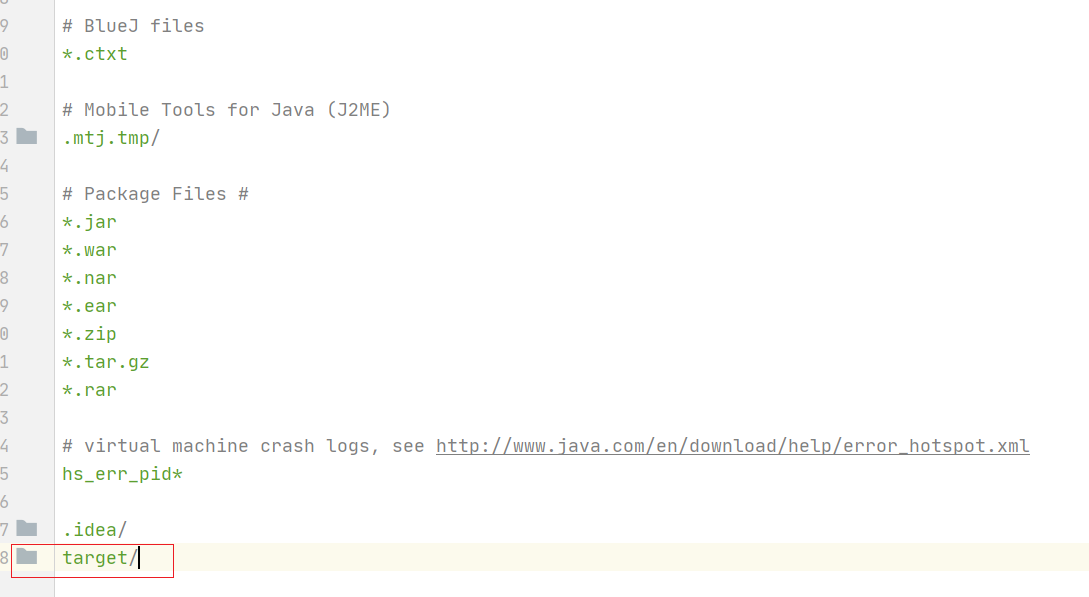 9 # BlueJ files
0 *.ctxt
1
2 # Mobile Tools for Java (J2ME)
3 .mtj.tmp/
4
5 # Package Files #
6 *.jar
7 *.war
8 *.nar
9 *.ear
0 *.zip
1 *.tar.gz
2 *.rar
3
4 # virtual machine crash logs, see http://www.java.com/en/download/help/error_hotspot.xml
5 hs_err_pid*
6
7 .idea/
8 target/